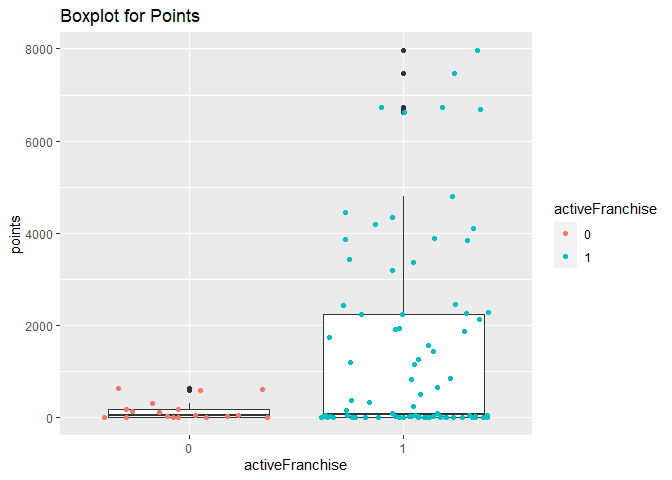 Boxplot for Points
8000
6000
4000
2000
0
points
0
1
activeFranchise
activeFranchise
0
1